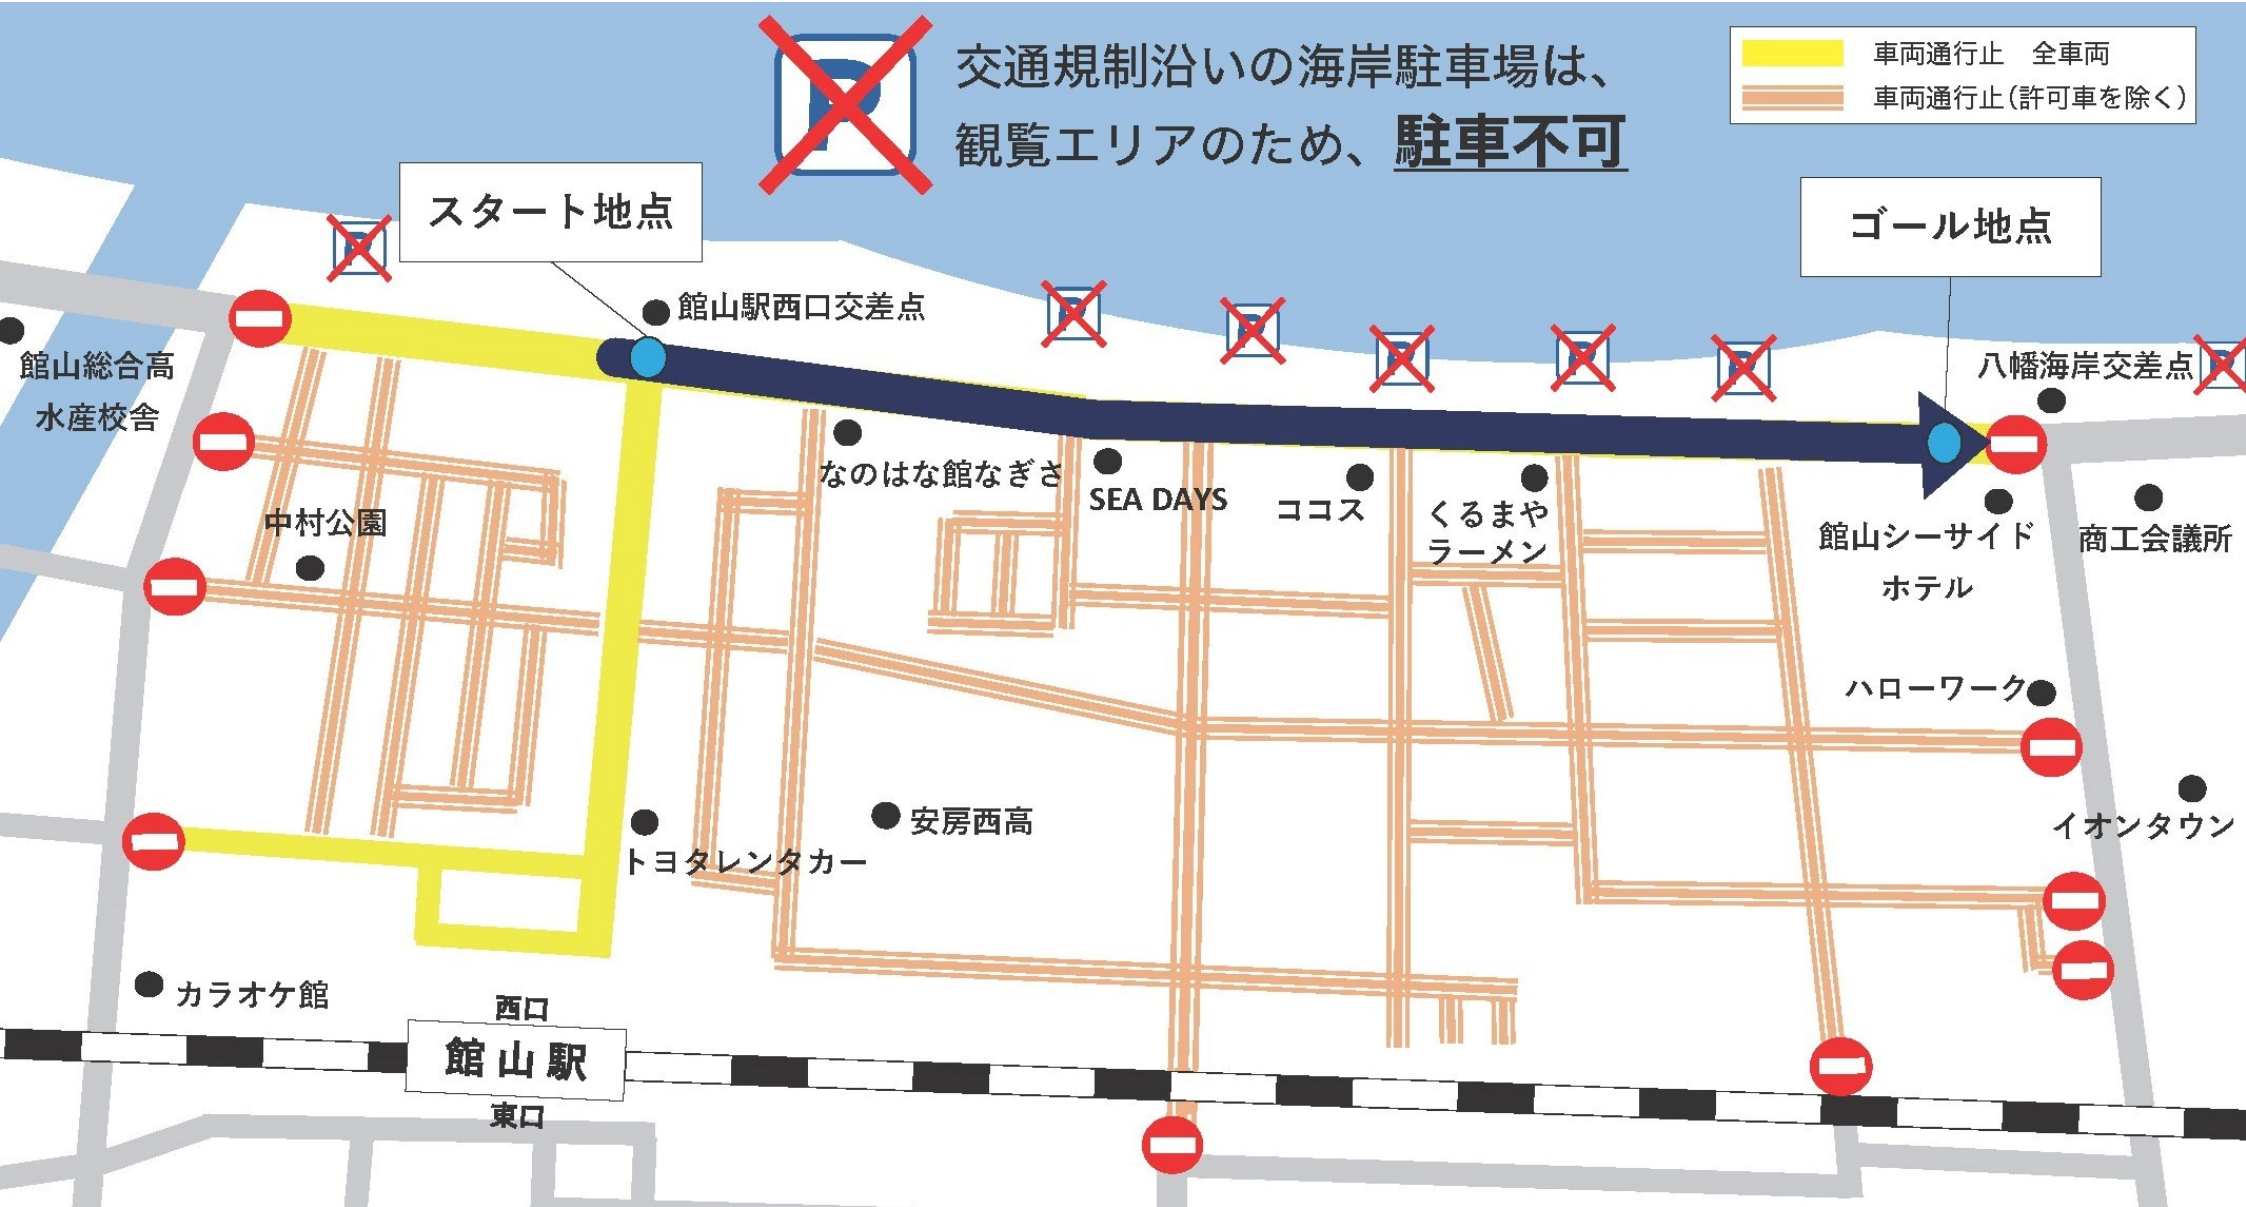 交通規制沿いの海岸駐車場は、
観覧エリアのため、駐車不可
車両通行止　全車両
車両通行止（許可車を除く）
スタート地点
ゴール地点
館山駅西口交差点
八幡海岸交差点
館山総合高
水産校舎
なのはな館なぎさ
SEA DAYS
ココス
くるまや
ラーメン
館山シーサイド
ホテル
商工会議所
中村公園
ハローワーク
イオンタウン
安房西高
トヨタレンタカー
カラオケ館
西口
館山駅
東口
P
P
P
P
P
P
P
P